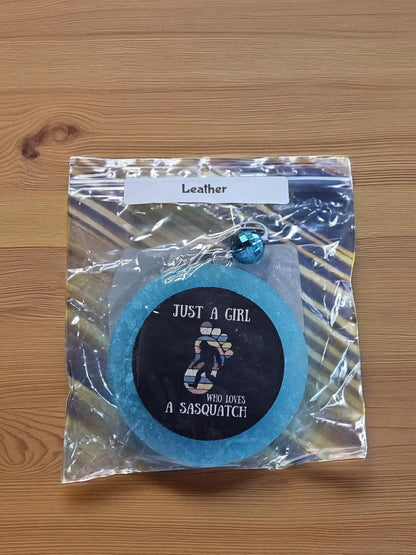 Leather
JUST A GIRL
WHO LOVES
A SASQUATCH